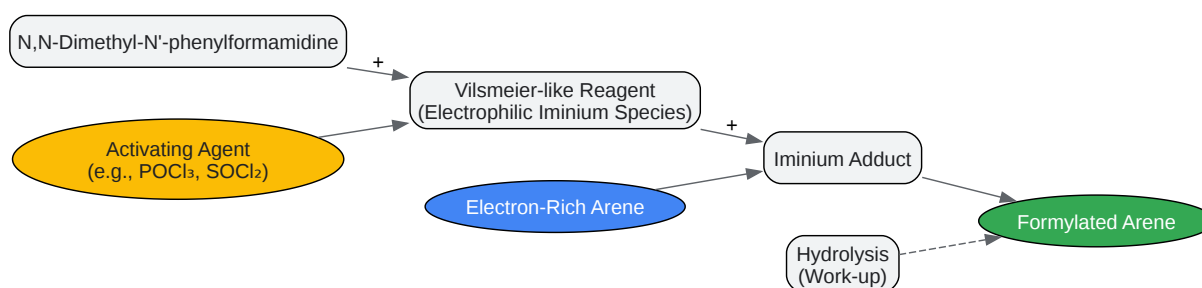 N,N-Dimethyl-N'-phenylformamidine
+
Vilsmeier-like Reagent
(Electrophilic Iminium Species)
Activating Agent
(e.g., POCl₃, SOCl₂)
+
Iminium Adduct
Electron-Rich Arene
Formylated Arene
Hydrolysis
(Work-up)